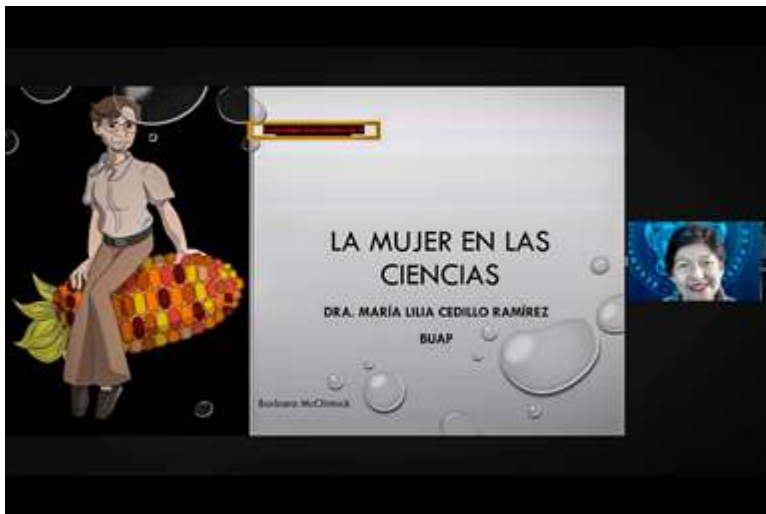 LA MUJER EN LAS
CIENCIAS
DRA. MARÍA LILIA CEDILLO RAMÍREZ
BUAP
Barbara McClintock